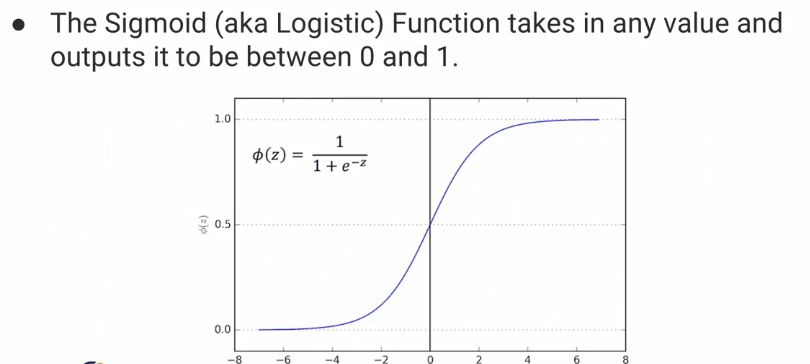 • The Sigmoid (aka Logistic) Function takes in any value and
outputs it to be between 0 and 1.
1.0
ϕ(z) = 1 / (1 + e^−z)
ϕ(z)
0.5
0.0
−8 −6 −4 −2 0 2 4 6 8